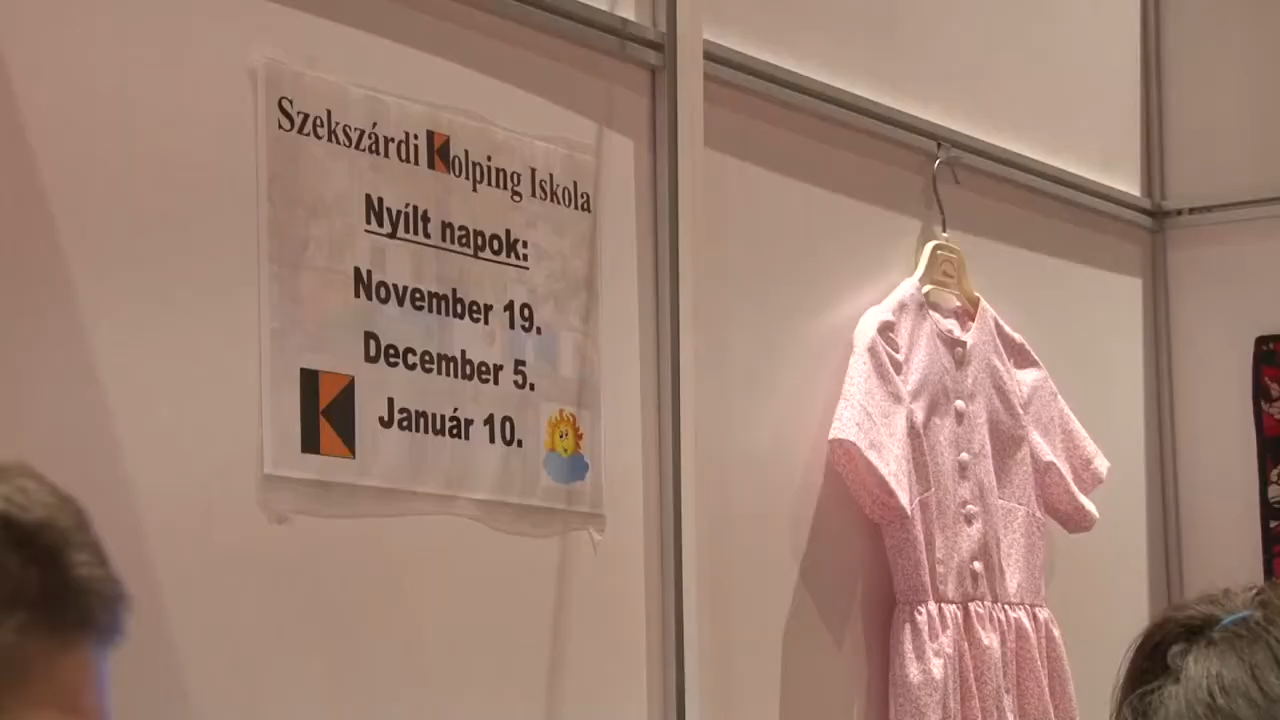 Szekszárdi Kolping Iskola
Nyílt napok:
November 19.
December 5.
Január 10.